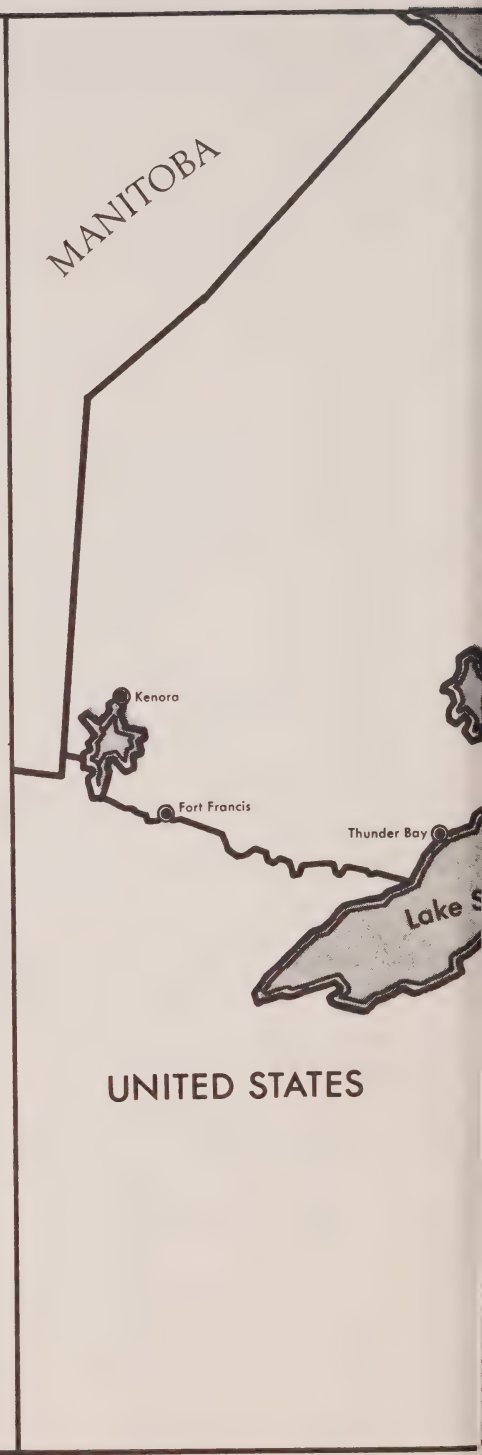 MANITOBA
Kenora
Fort Francis
Thunder Bay
Lake S
UNITED STATES